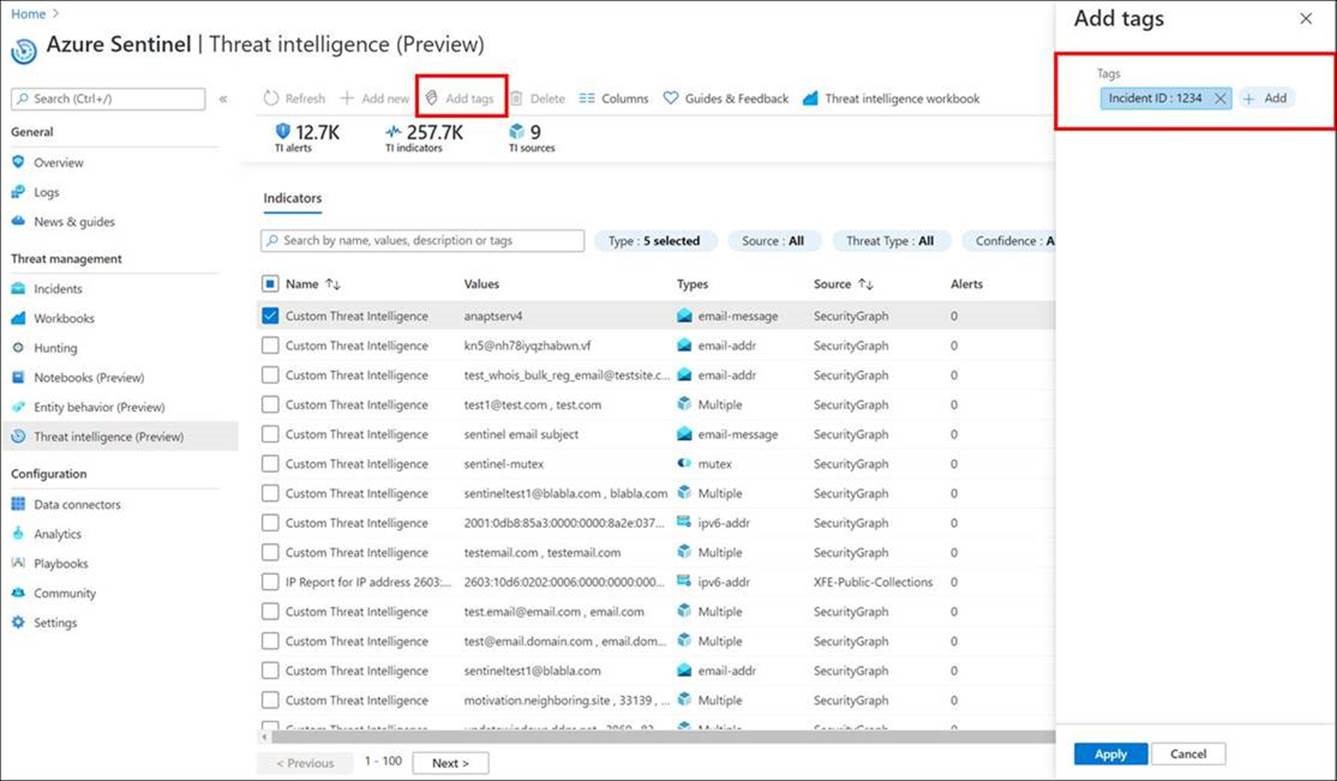 Home >
Azure Sentinel | Threat intelligence (Preview)
Search (Ctrl+/)
«
General
Overview
Logs
News & guides
Threat management
Incidents
Workbooks
Hunting
Notebooks (Preview)
Entity behavior (Preview)
Threat intelligence (Preview)
Configuration
Data connectors
Analytics
Playbooks
Community
Settings
Refresh Add new Add tags Delete Columns Guides & Feedback Threat intelligence workbook
12.7K 257.7K 9
TI alerts TI indicators TI sources
Indicators
Search by name, values, description or tags Type : 5 selected Source : All Threat Type : All Confidence : A
Name Values Types Source Alerts
Custom Threat Intelligence anaptserv4 email-message SecurityGraph 0
Custom Threat Intelligence kn5@nh78iyqzhabwn.vf email-addr SecurityGraph 0
Custom Threat Intelligence test_whois_bulk_reg_email@testsite.c... email-addr SecurityGraph 0
Custom Threat Intelligence test1@test.com , test.com Multiple SecurityGraph 0
Custom Threat Intelligence sentinel email subject email-message SecurityGraph 0
Custom Threat Intelligence sentinel-mutex mutex SecurityGraph 0
Custom Threat Intelligence sentineltest1@blabla.com , blabla.com Multiple SecurityGraph 0
Custom Threat Intelligence 2001:0db8:85a3:0000:0000:8a2e:037... ipv6-addr SecurityGraph 0
Custom Threat Intelligence testemail.com , testemail.com Multiple SecurityGraph 0
IP Report for IP address 2603:... 2603:10d6:0202:0006:0000:0000:000... ipv6-addr XFE-Public-Collections 0
Custom Threat Intelligence test.email@email.com , email.com Multiple SecurityGraph 0
Custom Threat Intelligence test@email.domain.com , email.dom... Multiple SecurityGraph 0
Custom Threat Intelligence sentineltest1@blabla.com email-addr SecurityGraph 0
Custom Threat Intelligence motivation.neighboring.site , 33139 , ... Multiple SecurityGraph 0
< Previous 1 - 100 Next >
Add tags
Tags
Incident ID : 1234 Add
Apply Cancel